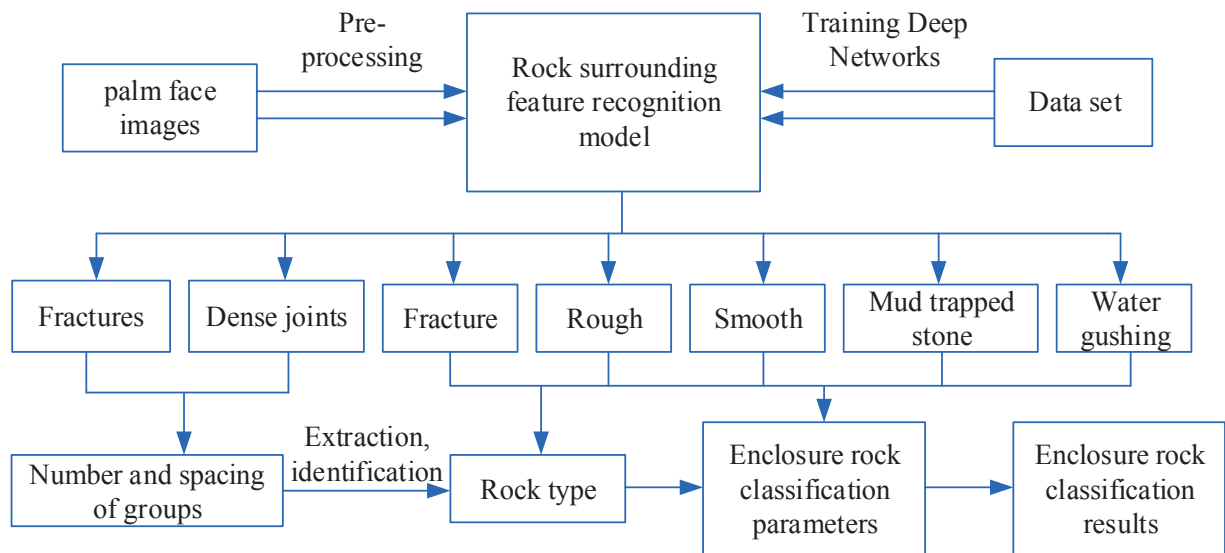 Pre-
processing
Training Deep
Networks
palm face
images
Rock surrounding
feature recognition
model
Data set
Fractures
Dense joints
Fracture
Rough
Smooth
Mud trapped
stone
Water
gushing
Number and spacing
of groups
Extraction,
identification
Rock type
Enclosure rock
classification
parameters
Enclosure rock
classification
results